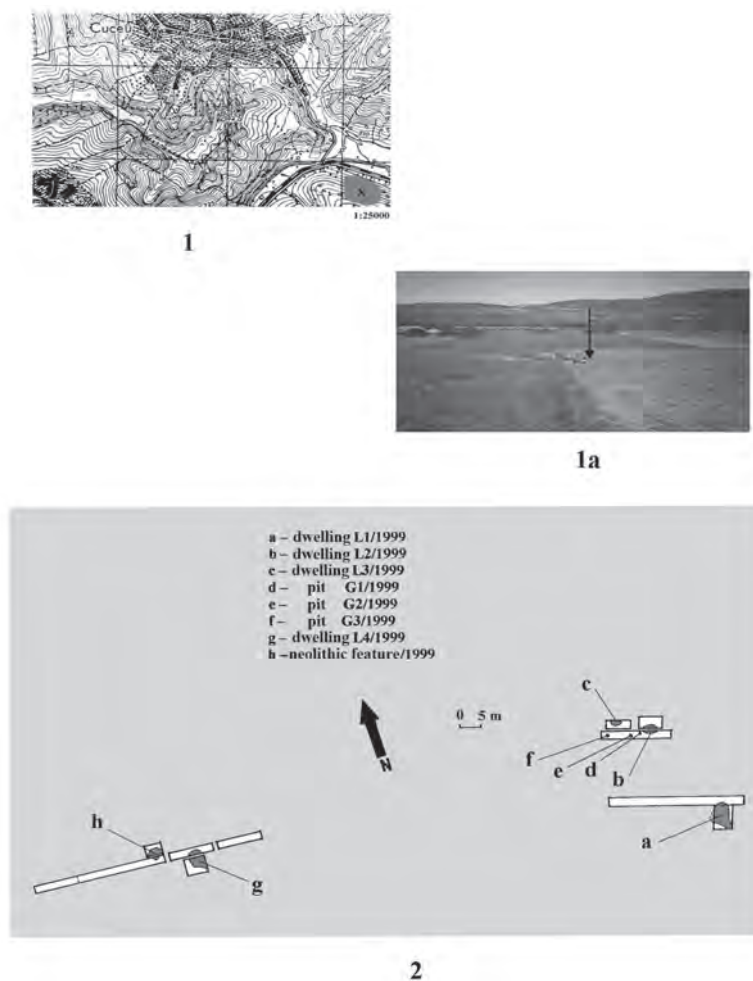 Cuceu
x
1:25000
1
1a
a – dwelling L1/1999
b – dwelling L2/1999
c – dwelling L3/1999
d – pit G1/1999
e – pit G2/1999
f – pit G3/1999
g – dwelling L4/1999
h –neolithic feature/1999
N
0 5 m
c
f
e
d
b
a
h
g
2